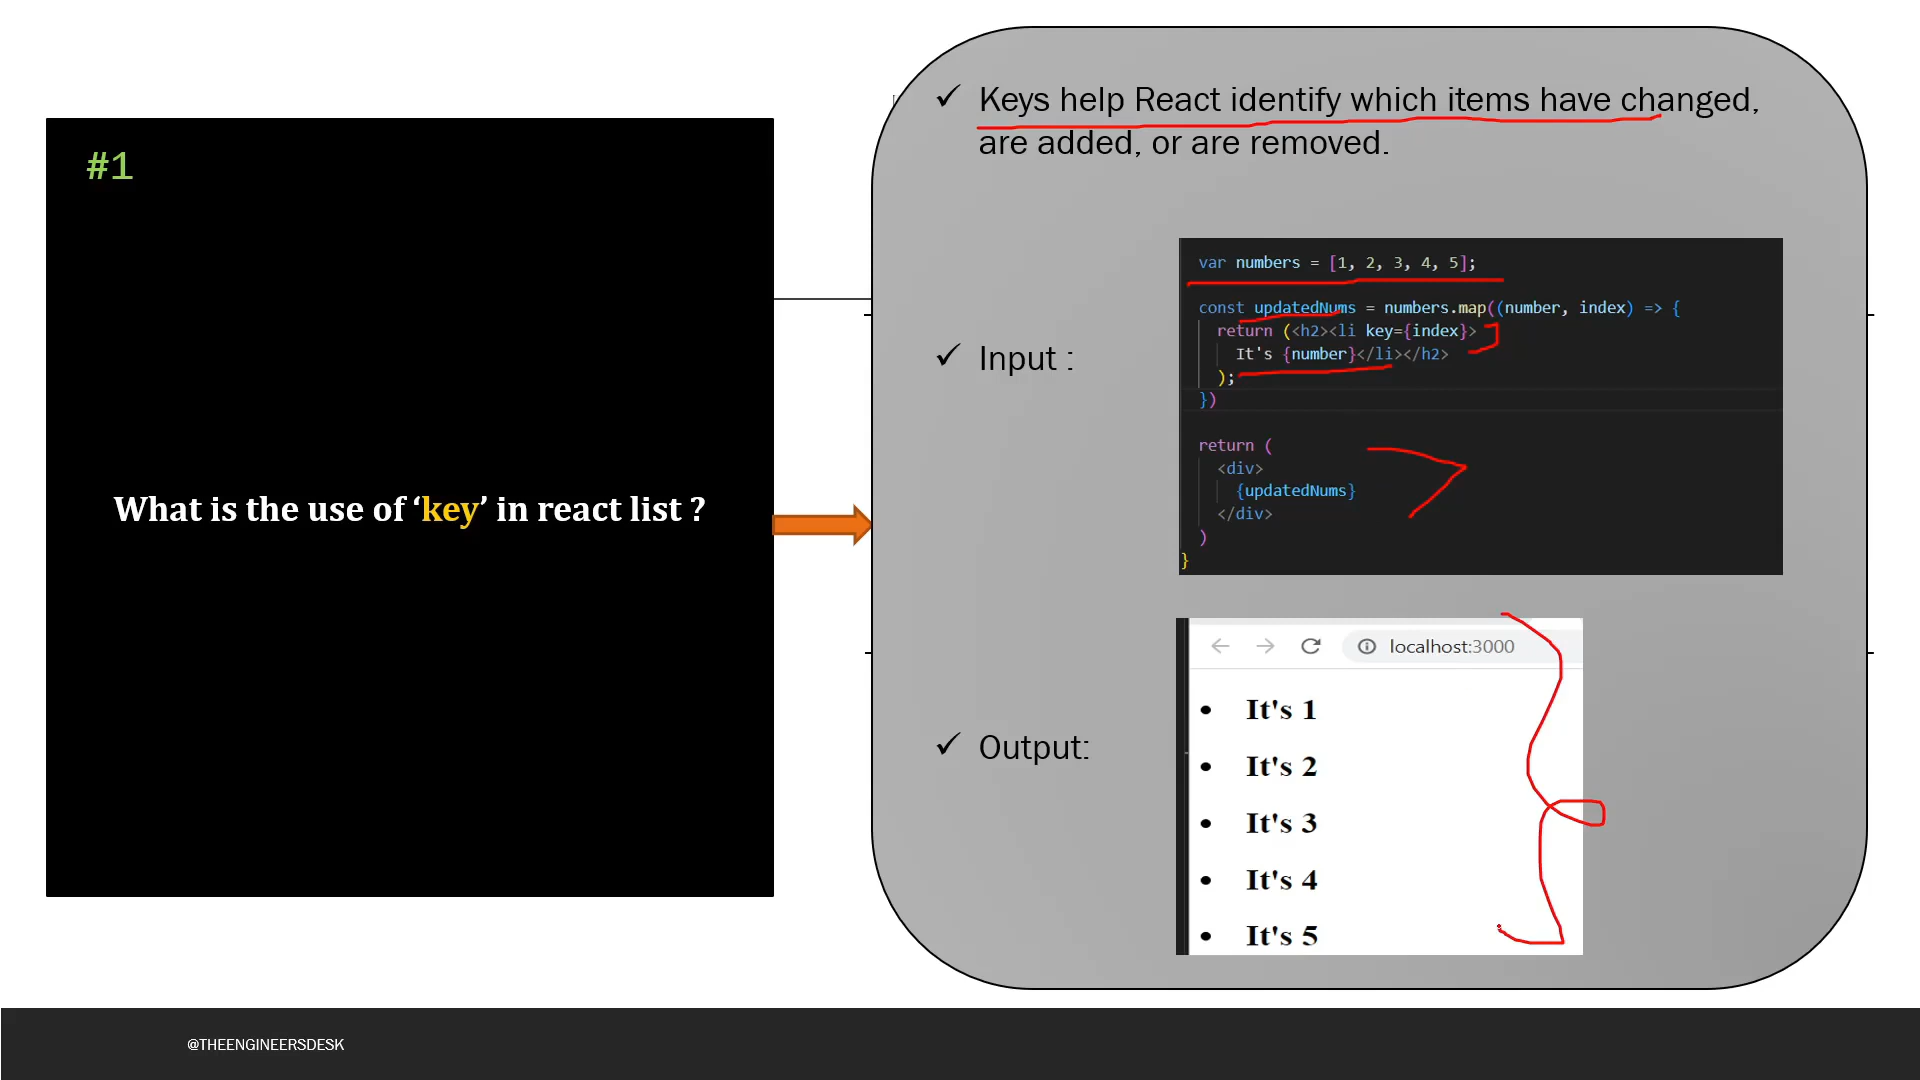 #1
What is the use of ‘key’ in react list ?
✓ Keys help React identify which items have changed,
are added, or are removed.
✓ Input :
var numbers = [1, 2, 3, 4, 5];
const updatedNums = numbers.map((number, index) => {
return (<h2><li key={index}>
It's {number}</li></h2>
);
})
return (
<div>
{updatedNums}
</div>
)
}
✓ Output:
localhost:3000
• It's 1
• It's 2
• It's 3
• It's 4
• It's 5
@THEENGINEERSDESK